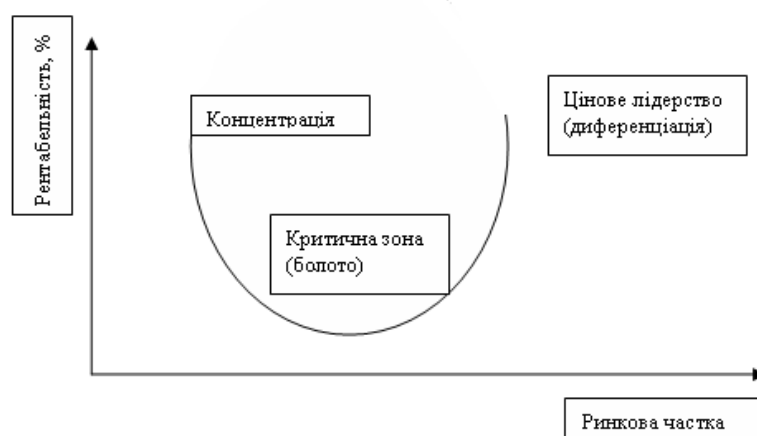 Рентабельність, %
Концентрація
Цінове лідерство
(диференціація)
Критична зона
(болото)
Ринкова частка